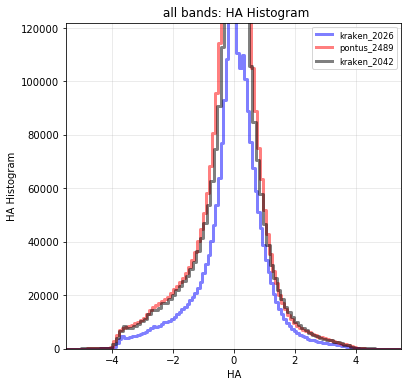 all bands: HA Histogram
kraken_2026
pontus_2489
kraken_2042
HA Histogram
120000
100000
80000
60000
40000
20000
0
−4
−2
0
2
4
HA